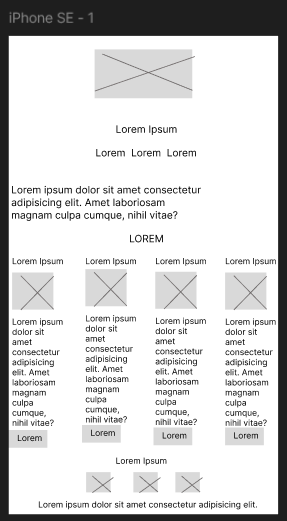 iPhone SE - 1
Lorem Ipsum
Lorem Lorem Lorem
Lorem ipsum dolor sit amet consectetur
adipisicing elit. Amet laboriosam
magnam culpa cumque, nihil vitae?
LOREM
Lorem Ipsum
Lorem ipsum
dolor sit
amet
consectetur
adipisicing
elit. Amet
laboriosam
magnam
culpa
cumque,
nihil vitae?
Lorem
Lorem Ipsum
Lorem ipsum
dolor sit
amet
consectetur
adipisicing
elit. Amet
laboriosam
magnam
culpa
cumque,
nihil vitae?
Lorem
Lorem Ipsum
Lorem ipsum
dolor sit
amet
consectetur
adipisicing
elit. Amet
laboriosam
magnam
culpa
cumque,
nihil vitae?
Lorem
Lorem Ipsum
Lorem ipsum
dolor sit
amet
consectetur
adipisicing
elit. Amet
laboriosam
magnam
culpa
cumque,
nihil vitae?
Lorem
Lorem Ipsum
Lorem ipsum dolor sit amet consectetur adipisicing elit.